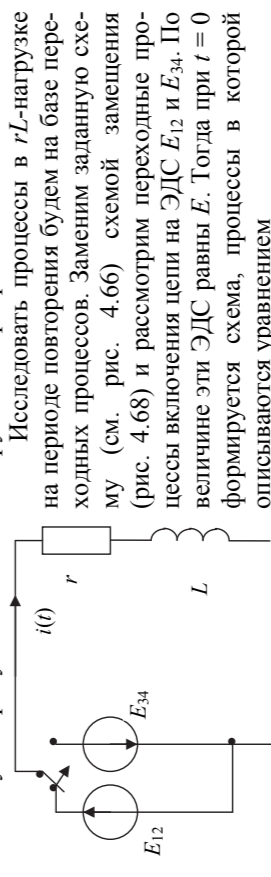 Исследовать процессы в rL-нагрузке
на периоде повторения будем на базе пере-
ходных процессов. Заменим заданную схе-
му (см. рис. 4.66) схемой замещения
(рис. 4.68) и рассмотрим переходные про-
цессы включения цепи на ЭДС E12 и E34. По
величине эти ЭДС равны E. Тогда при t = 0
формируется схема, процессы в которой
описываются уравнением
i(t)
r
L
E34
E12